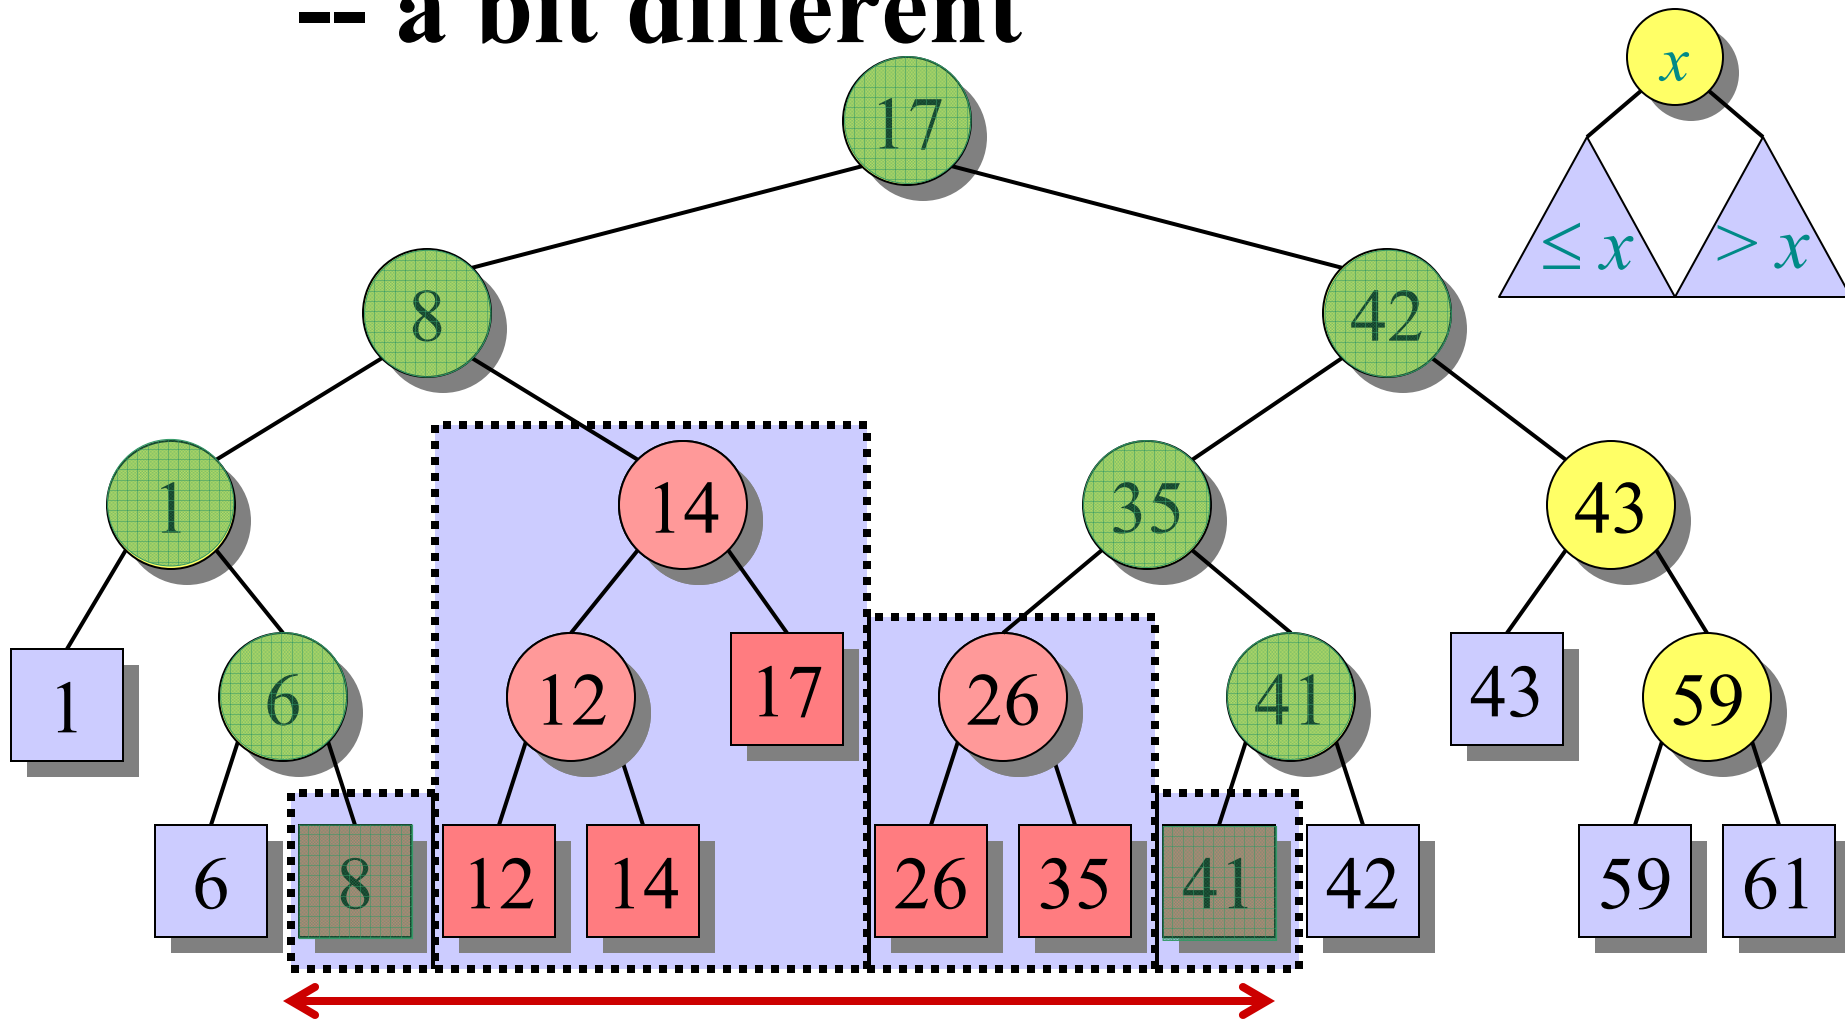 -- a bit different
x
17
≤ x > x
8 42
1 14 35 43
1 6 12 17 26 41 43 59
6 8 12 14 26 35 41 42 59 61